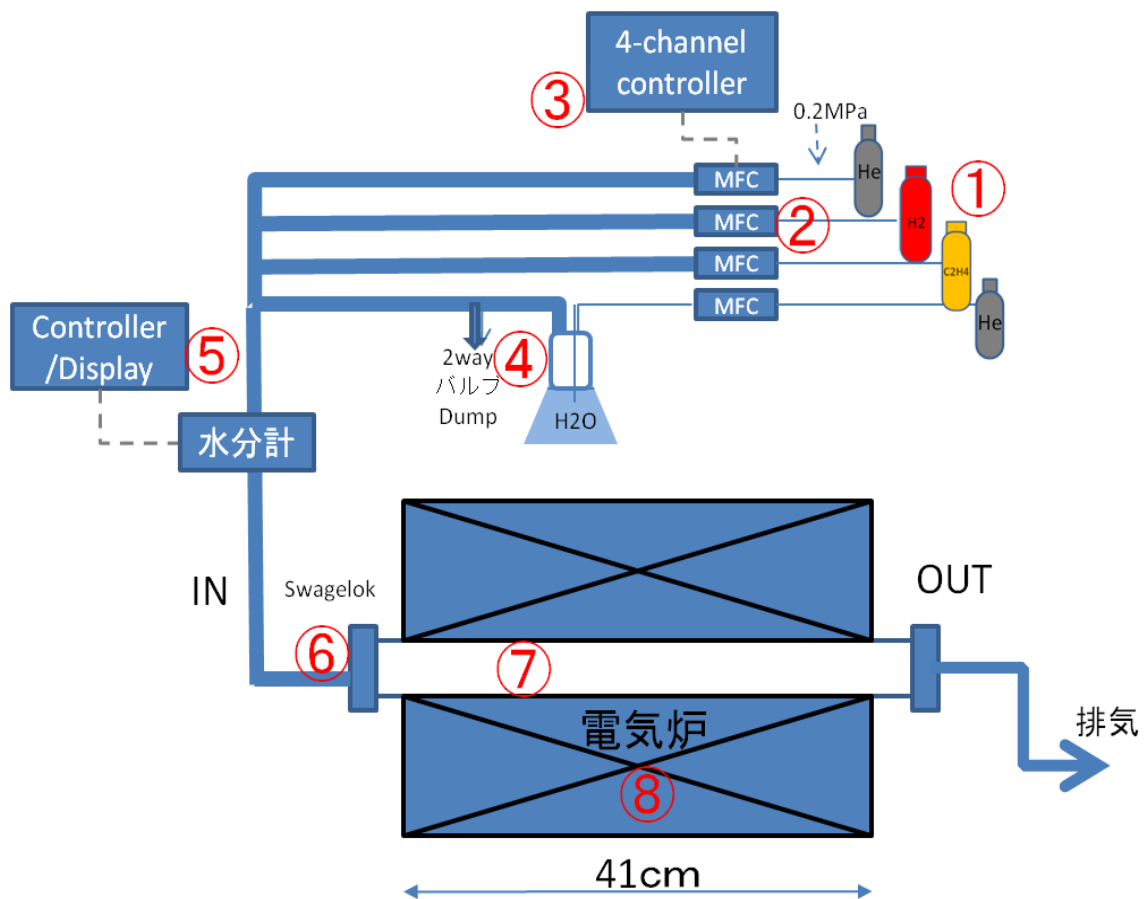 4-channel
controller
③
0.2MPa
He
①
MFC
H2
MFC
②
C2H4
MFC
MFC
He
Controller
/Display
⑤
2way
バルブ
Dump
④
H2O
水分計
IN
OUT
Swagelok
⑥
⑦
電気炉
排気
⑧
41cm